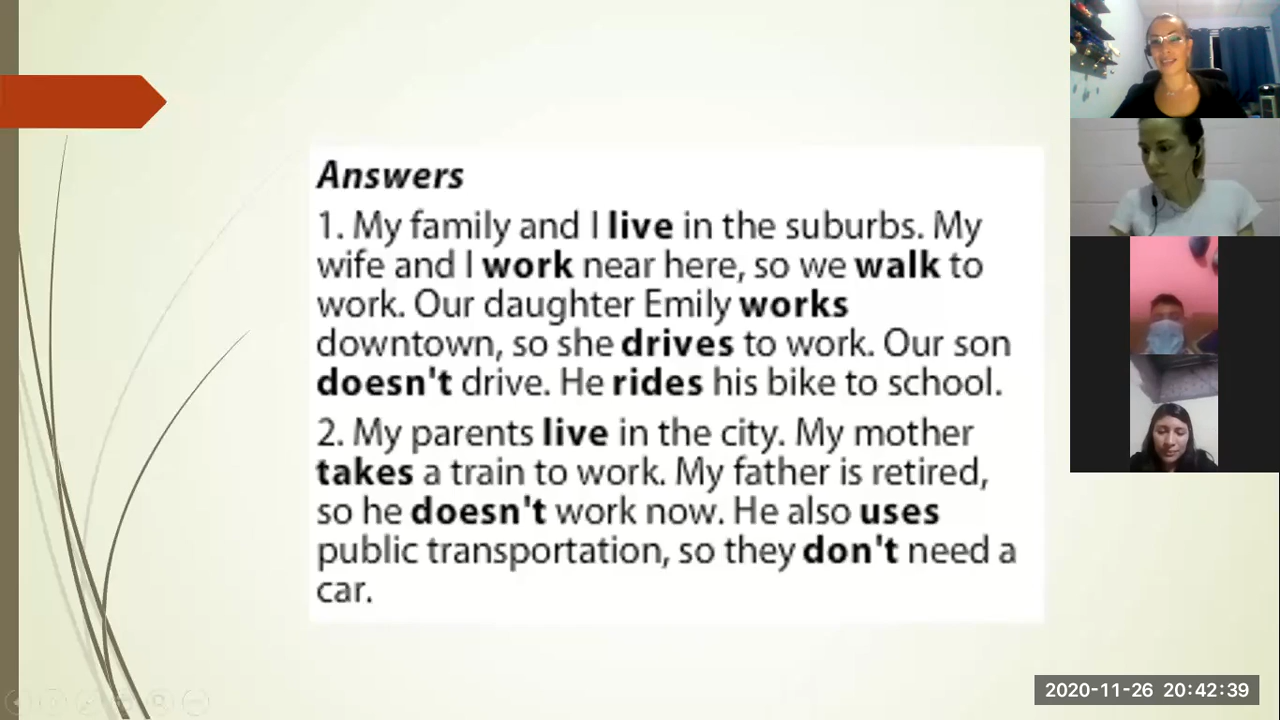 Answers
1. My family and I live in the suburbs. My
wife and I work near here, so we walk to
work. Our daughter Emily works
downtown, so she drives to work. Our son
doesn't drive. He rides his bike to school.
2. My parents live in the city. My mother
takes a train to work. My father is retired,
so he doesn't work now. He also uses
public transportation, so they don't need a
car.
2020-11-26 20:42:39